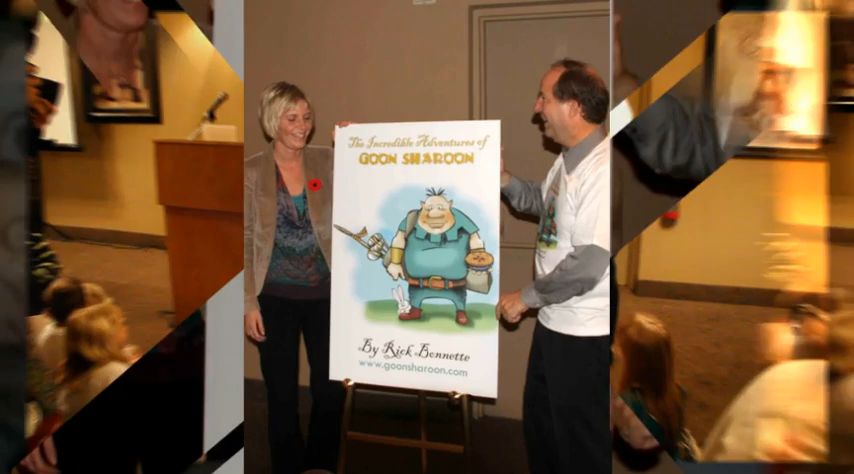 The Incredible Adventures of
GOON SHAROON
By Rick Bonnette
www.goonsharoon.com